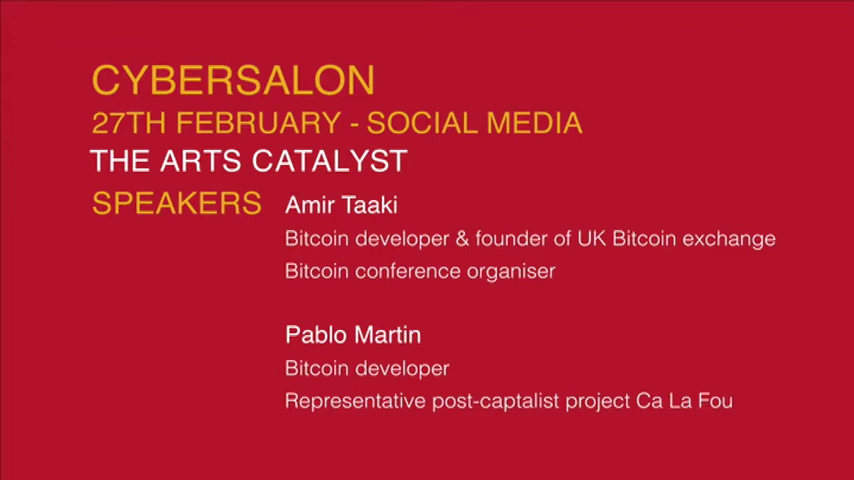 CYBERSALON
27TH FEBRUARY - SOCIAL MEDIA
THE ARTS CATALYST
SPEAKERS Amir Taaki
Bitcoin developer & founder of UK Bitcoin exchange
Bitcoin conference organiser
Pablo Martin
Bitcoin developer
Representative post-captalist project Ca La Fou